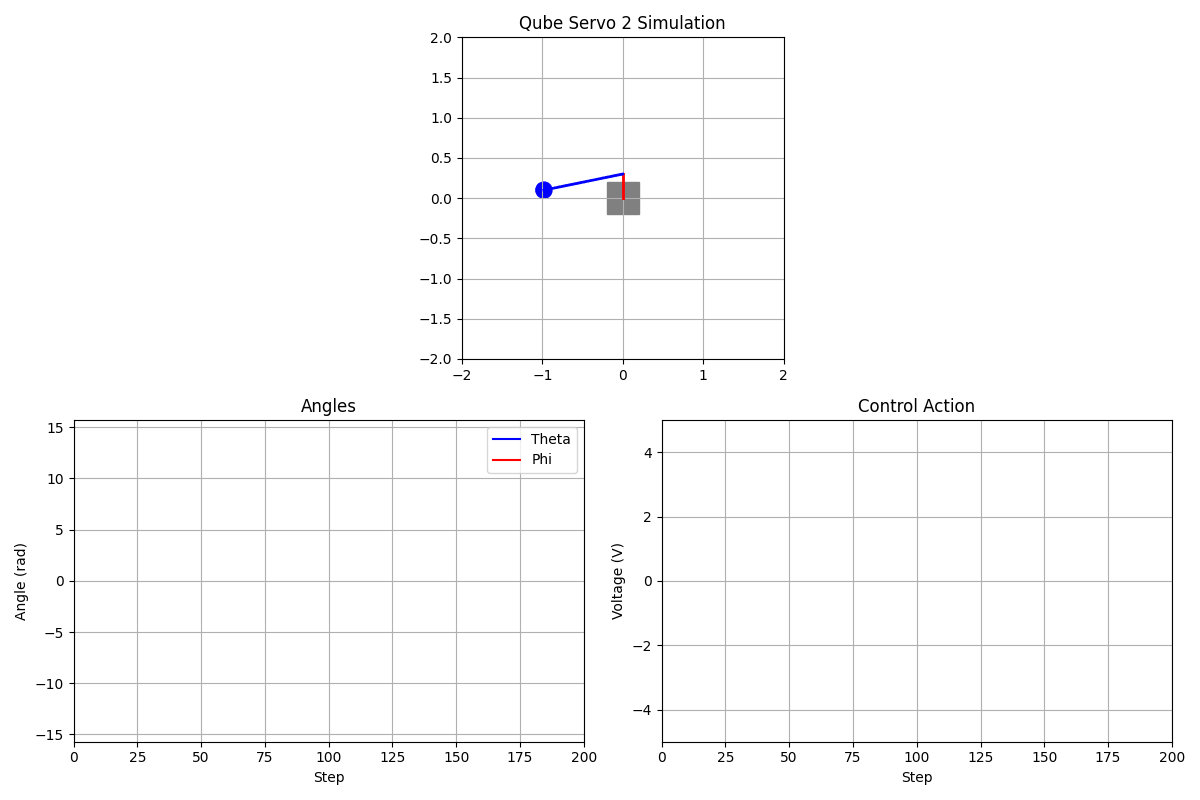 Qube Servo 2 Simulation
2.0
1.5
1.0
0.5
0.0
−0.5
−1.0
−1.5
−2.0
−2 −1 0 1 2
Angles
Theta
Phi
15
10
5
0
−5
−10
−15
Angle (rad)
0 25 50 75 100 125 150 175 200
Step
Control Action
4
2
0
−2
−4
Voltage (V)
0 25 50 75 100 125 150 175 200
Step